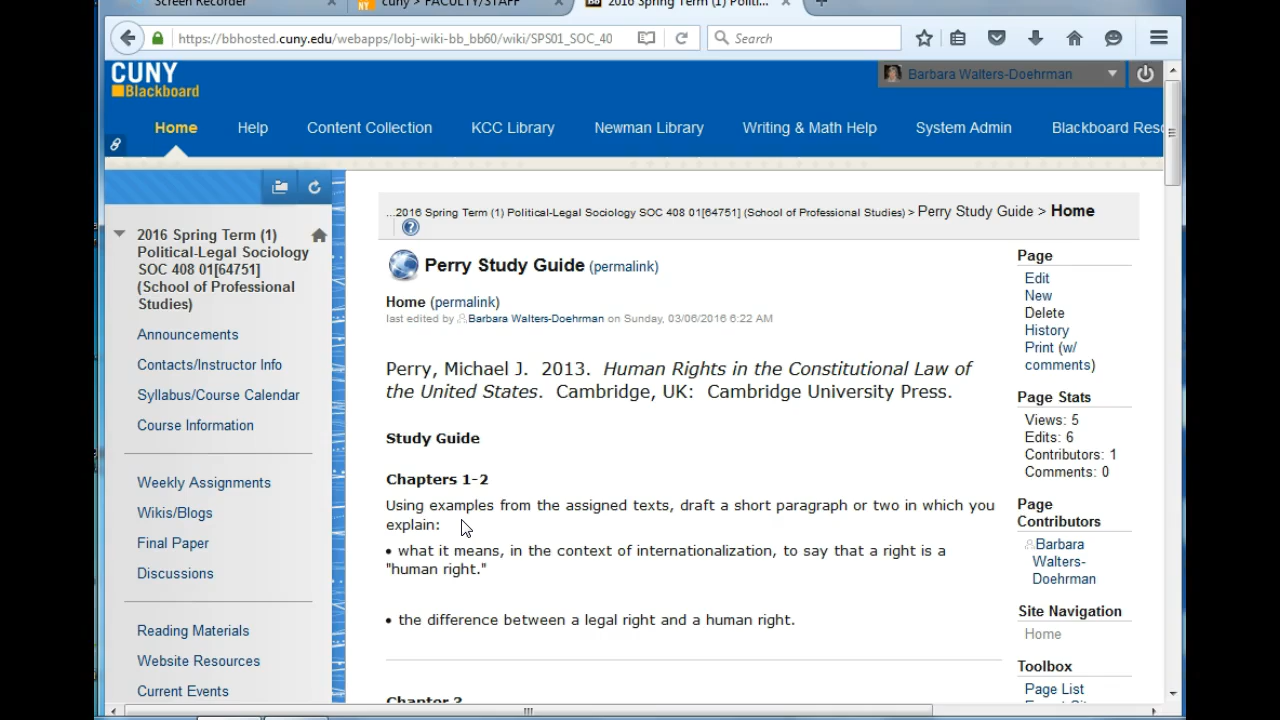 Screen Recorder
cuny > FACULTY/STAFF
2016 Spring Term (1) Politi...
https://bbhosted.cuny.edu/webapps/lobj-wiki-bb_bb60/wiki/SPS01_SOC_40
Search
CUNY
Blackboard
Barbara Walters-Doehrman
Home
Help
Content Collection
KCC Library
Newman Library
Writing & Math Help
System Admin
Blackboard Reso
2016 Spring Term (1)
Political-Legal Sociology
SOC 408 01[64751]
(School of Professional
Studies)
Announcements
Contacts/Instructor Info
Syllabus/Course Calendar
Course Information
Weekly Assignments
Wikis/Blogs
Final Paper
Discussions
Reading Materials
Website Resources
Current Events
...2016 Spring Term (1) Political-Legal Sociology SOC 408 01[64751] (School of Professional Studies) > Perry Study Guide > Home
Perry Study Guide (permalink)
Home (permalink)
last edited by Barbara Walters-Doehrman on Sunday, 03/06/2016 6:22 AM
Perry, Michael J. 2013. Human Rights in the Constitutional Law of
the United States. Cambridge, UK: Cambridge University Press.
Study Guide
Chapters 1-2
Using examples from the assigned texts, draft a short paragraph or two in which you
explain:
• what it means, in the context of internationalization, to say that a right is a
"human right."
• the difference between a legal right and a human right.
Page
Edit
New
Delete
History
Print (w/
comments)
Page Stats
Views: 5
Edits: 6
Contributors: 1
Comments: 0
Page
Contributors
Barbara
Walters-
Doehrman
Site Navigation
Home
Toolbox
Page List